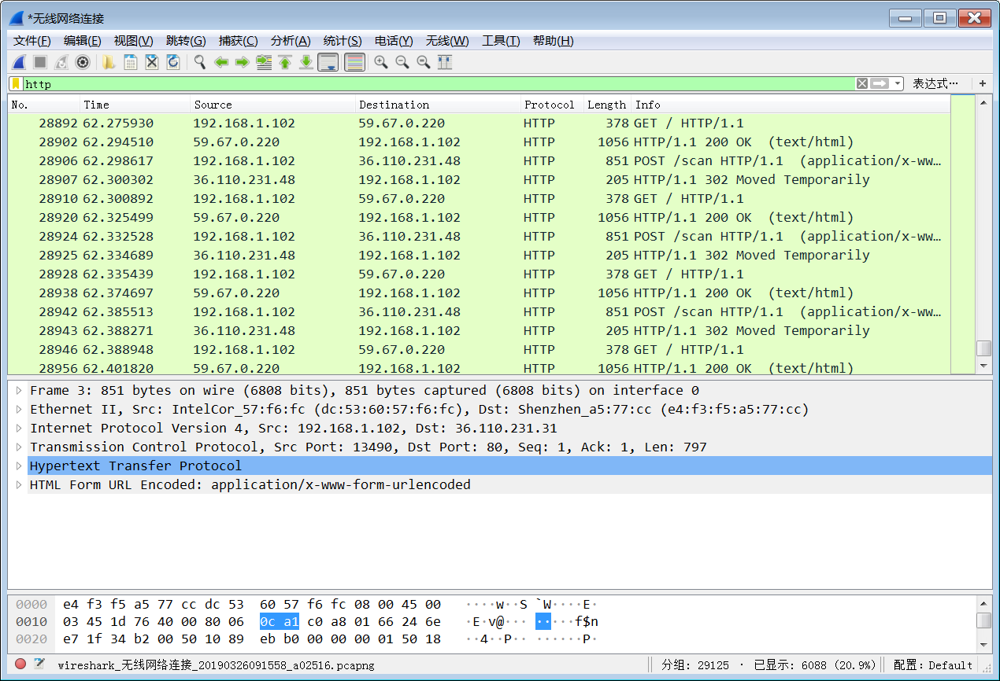 *无线网络连接
文件(F) 编辑(E) 视图(V) 跳转(G) 捕获(C) 分析(A) 统计(S) 电话(Y) 无线(W) 工具(T) 帮助(H)
http 表达式… +
No. Time Source Destination Protocol Length Info
28892 62.275930 192.168.1.102 59.67.0.220 HTTP 378 GET / HTTP/1.1
28902 62.294510 59.67.0.220 192.168.1.102 HTTP 1056 HTTP/1.1 200 OK (text/html)
28906 62.298617 192.168.1.102 36.110.231.48 HTTP 851 POST /scan HTTP/1.1 (application/x-ww…
28907 62.300302 36.110.231.48 192.168.1.102 HTTP 205 HTTP/1.1 302 Moved Temporarily
28910 62.300892 192.168.1.102 59.67.0.220 HTTP 378 GET / HTTP/1.1
28920 62.325499 59.67.0.220 192.168.1.102 HTTP 1056 HTTP/1.1 200 OK (text/html)
28924 62.332528 192.168.1.102 36.110.231.48 HTTP 851 POST /scan HTTP/1.1 (application/x-ww…
28925 62.334689 36.110.231.48 192.168.1.102 HTTP 205 HTTP/1.1 302 Moved Temporarily
28928 62.335439 192.168.1.102 59.67.0.220 HTTP 378 GET / HTTP/1.1
28938 62.374697 59.67.0.220 192.168.1.102 HTTP 1056 HTTP/1.1 200 OK (text/html)
28942 62.385513 192.168.1.102 36.110.231.48 HTTP 851 POST /scan HTTP/1.1 (application/x-ww…
28943 62.388271 36.110.231.48 192.168.1.102 HTTP 205 HTTP/1.1 302 Moved Temporarily
28946 62.388948 192.168.1.102 59.67.0.220 HTTP 378 GET / HTTP/1.1
28956 62.401820 59.67.0.220 192.168.1.102 HTTP 1056 HTTP/1.1 200 OK (text/html)
Frame 3: 851 bytes on wire (6808 bits), 851 bytes captured (6808 bits) on interface 0
Ethernet II, Src: IntelCor_57:f6:fc (dc:53:60:57:f6:fc), Dst: Shenzhen_a5:77:cc (e4:f3:f5:a5:77:cc)
Internet Protocol Version 4, Src: 192.168.1.102, Dst: 36.110.231.31
Transmission Control Protocol, Src Port: 13490, Dst Port: 80, Seq: 1, Ack: 1, Len: 797
Hypertext Transfer Protocol
HTML Form URL Encoded: application/x-www-form-urlencoded
0000 e4 f3 f5 a5 77 cc dc 53 60 57 f6 fc 08 00 45 00 ····w··S `W····E·
0010 03 45 1d 76 40 00 80 06 0c a1 c0 a8 01 66 24 6e ·E·v@··· ·····f$n
0020 e7 1f 34 b2 00 50 10 89 eb b0 00 00 00 01 50 18 ··4··P·· ······P·
wireshark_无线网络连接_20190326091558_a02516.pcapng 分组: 29125 · 已显示: 6088 (20.9%) 配置: Default